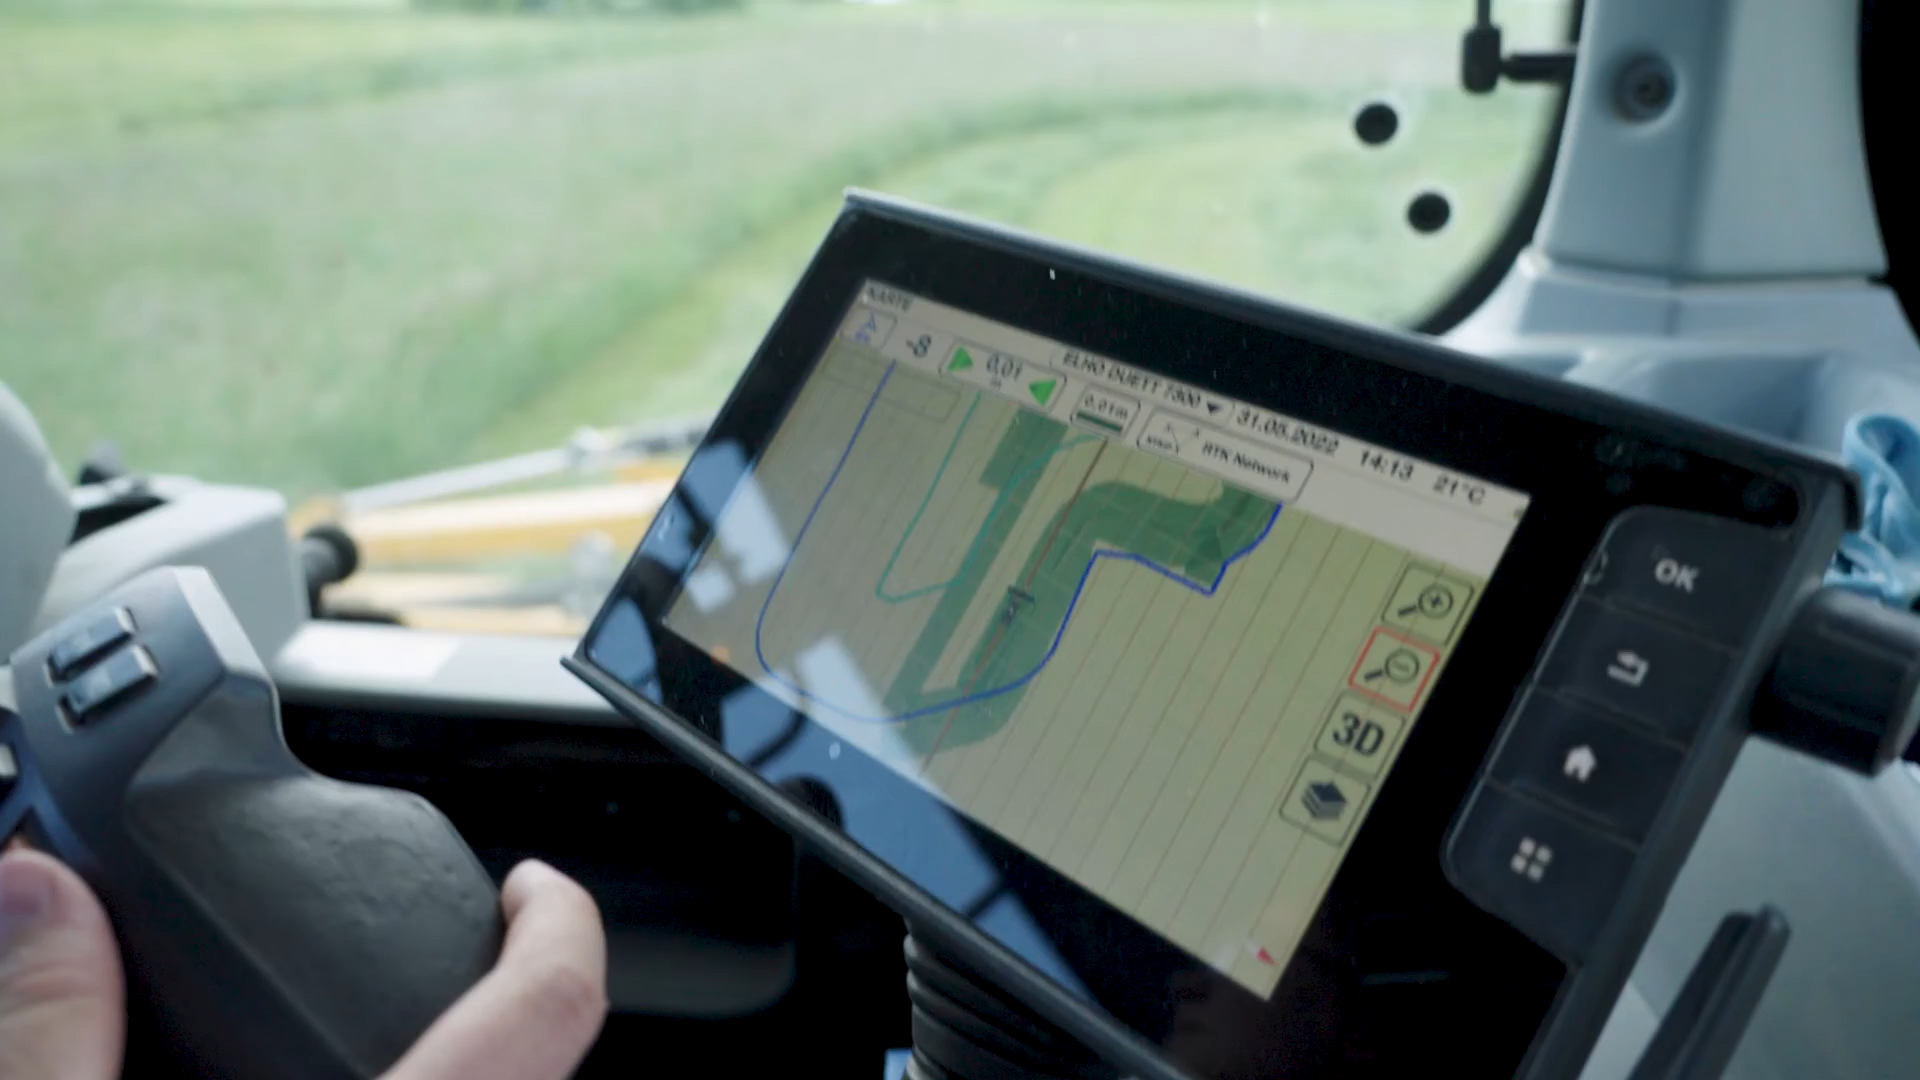 KARTE
-8
0,01
m
ELHO DUETT 7300
31.05.2022
14:13
21°C
0.01m
RTK Network
3D
OK